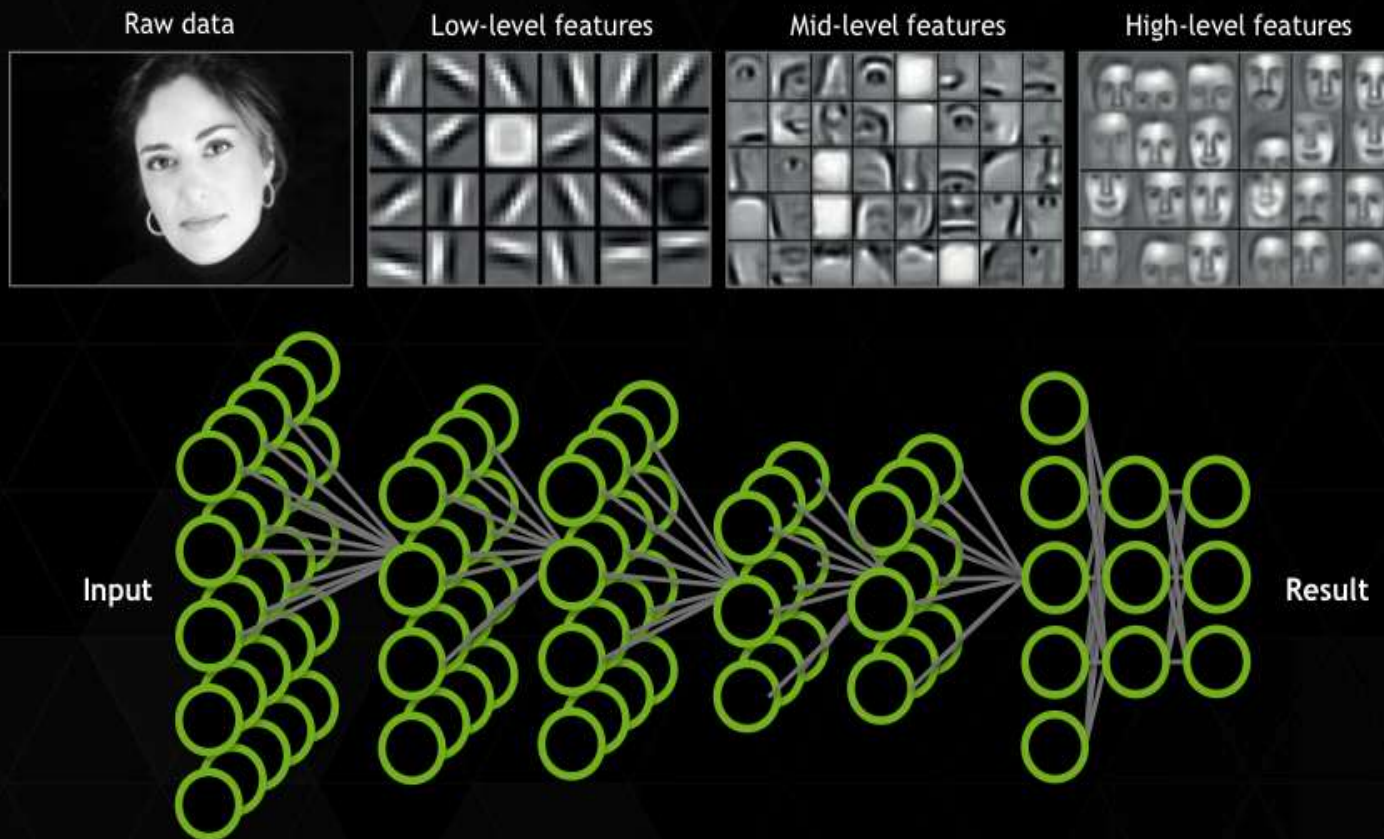 Raw data
Low-level features
Mid-level features
High-level features
Input
Result